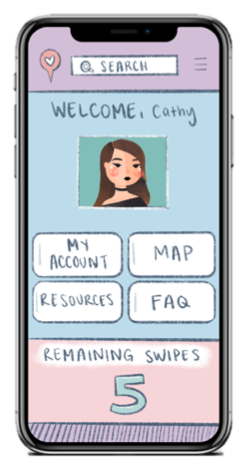 SEARCH
WELCOME, Cathy
MY
ACCOUNT
MAP
RESOURCES
FAQ
REMAINING SWIPES
5